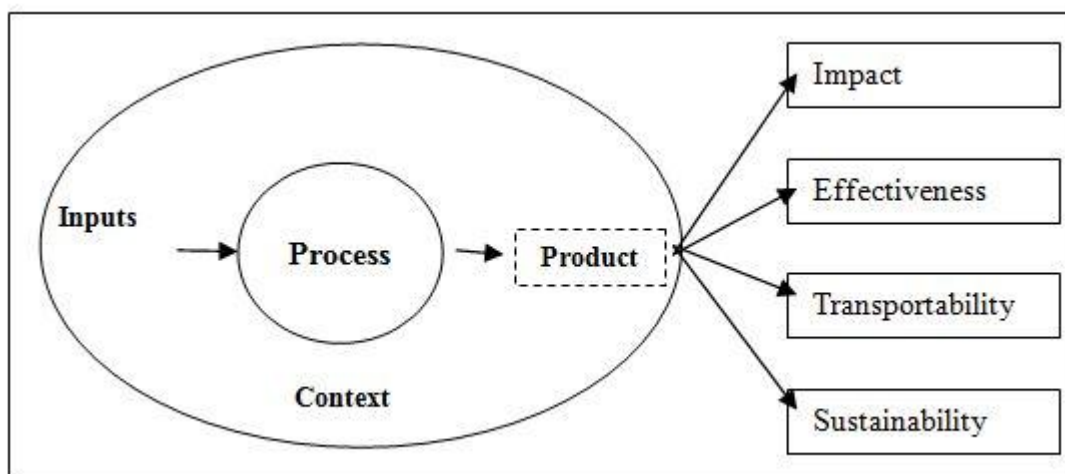 Inputs
Process
Product
Context
Impact
Effectiveness
Transportability
Sustainability